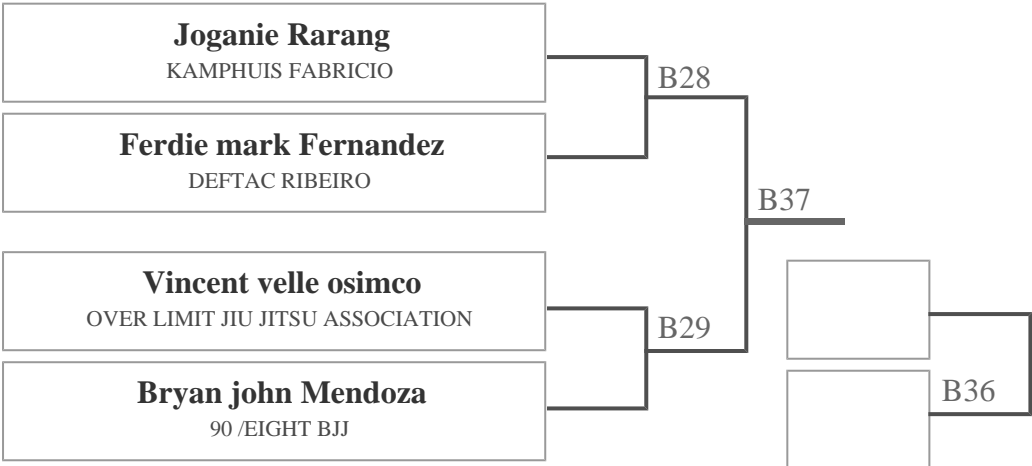 Joganie Rarang
KAMPHUIS FABRICIO
B28
Ferdie mark Fernandez
DEFTAC RIBEIRO
B37
Vincent velle osimco
OVER LIMIT JIU JITSU ASSOCIATION
B29
Bryan john Mendoza
90 /EIGHT BJJ
B36